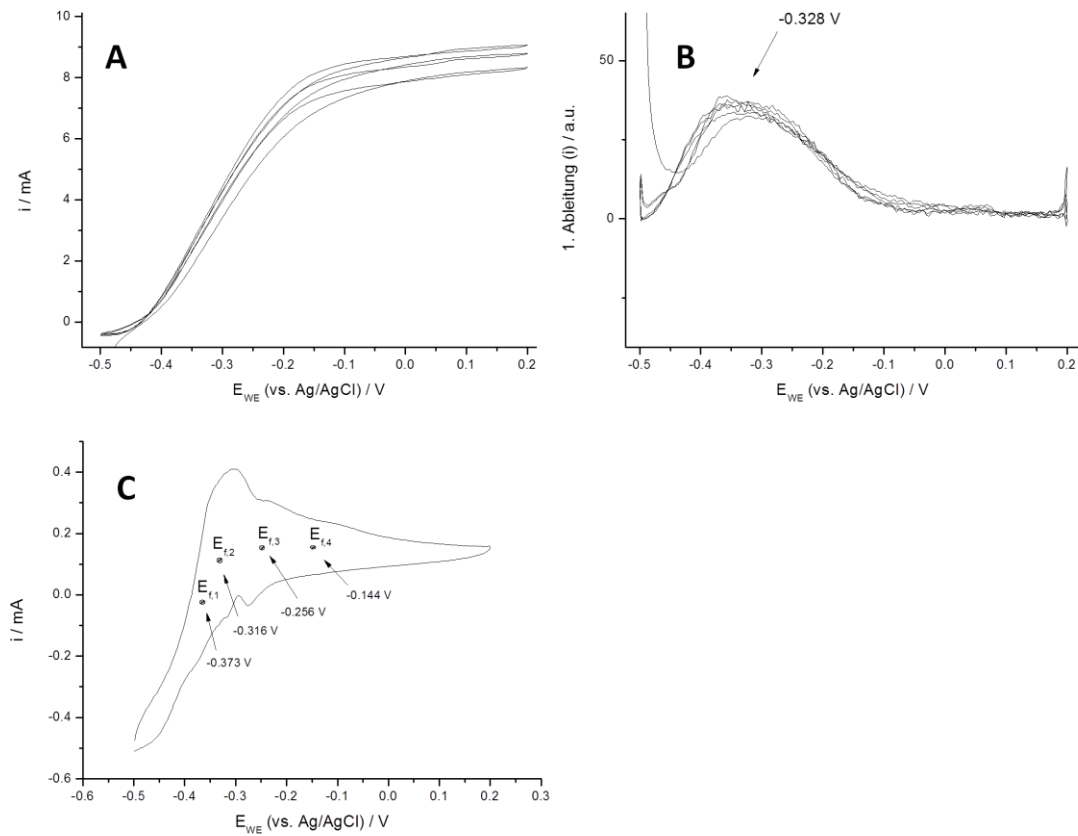 A
10
8
6
4
2
0
i / mA
-0.5
-0.4
-0.3
-0.2
-0.1
0.0
0.1
0.2
E_WE (vs. Ag/AgCl) / V
B
-0.328 V
50
0
1. Ableitung (i) / a.u.
-0.5
-0.4
-0.3
-0.2
-0.1
0.0
0.1
0.2
E_WE (vs. Ag/AgCl) / V
C
0.4
0.2
0.0
-0.2
-0.4
-0.6
i / mA
E_f,1
E_f,2
E_f,3
E_f,4
-0.144 V
-0.256 V
-0.316 V
-0.373 V
-0.6
-0.5
-0.4
-0.3
-0.2
-0.1
0.0
0.1
0.2
0.3
E_WE (vs. Ag/AgCl) / V